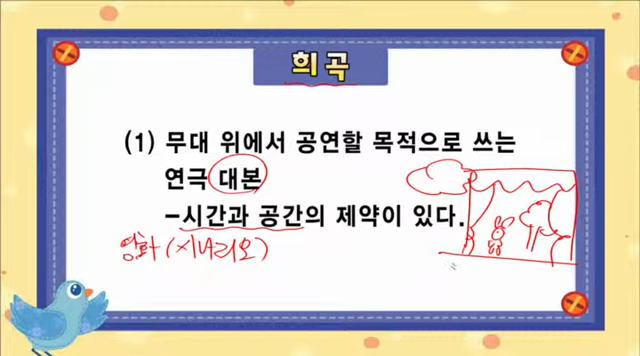 희곡
(1) 무대 위에서 공연할 목적으로 쓰는
연극 대본
-시간과 공간의 제약이 있다.
영화(시나리오)